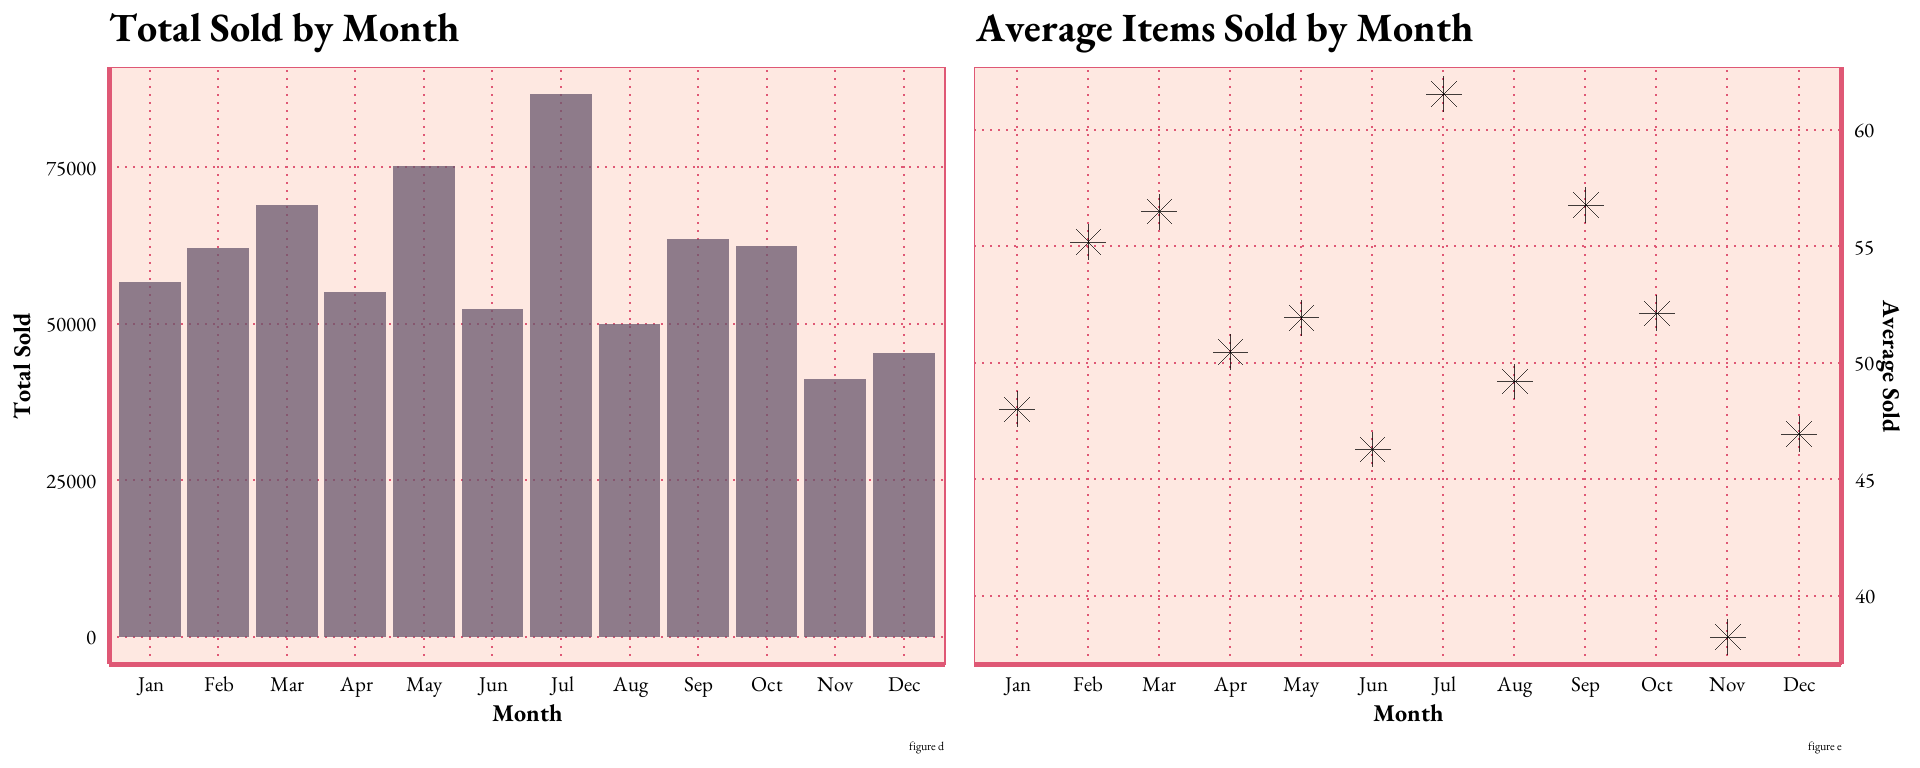 Total Sold by Month
Total Sold
75000
50000
25000
0
Jan Feb Mar Apr May Jun Jul Aug Sep Oct Nov Dec
Month
figure d
Average Items Sold by Month
60
55
50
45
40
Average Sold
Jan Feb Mar Apr May Jun Jul Aug Sep Oct Nov Dec
Month
figure e